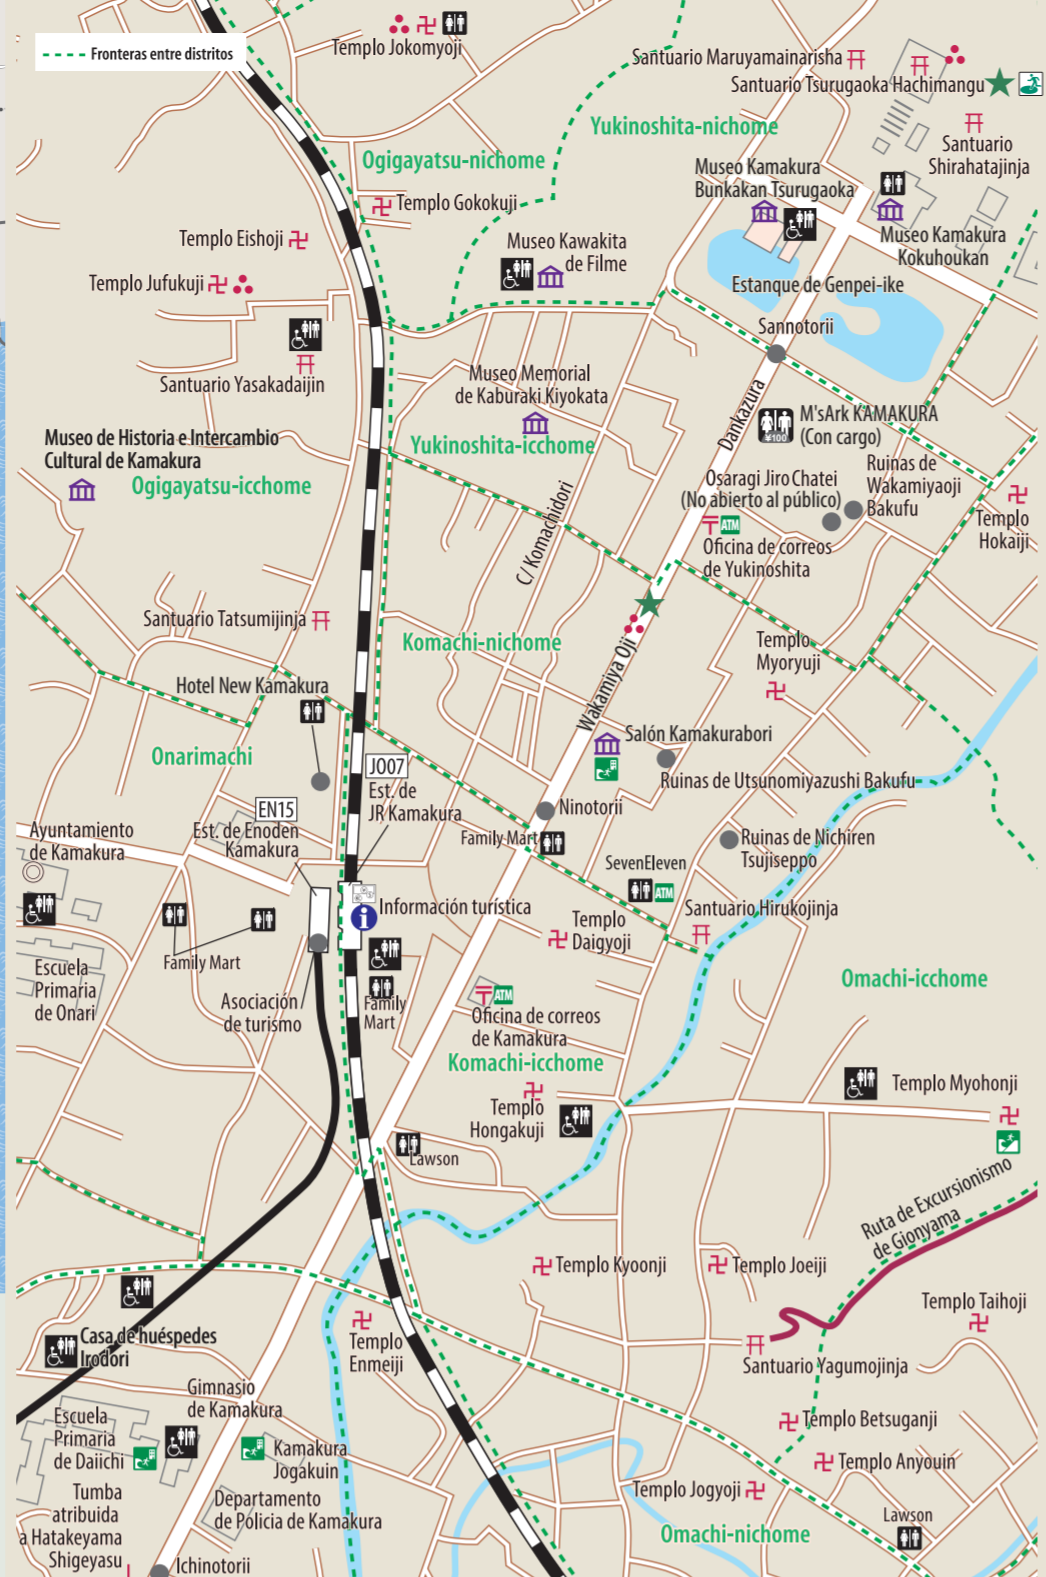 Fronteras entre distritos
Templo Jokomyoji
Santuario Maruyamainarisha
Santuario Tsurugaoka Hachimangu
Yukinoshita-nichome
Santuario
Shirahatajinja
Ogigayatsu-nichome
Museo Kamakura
Bunkakan Tsurugaoka
Templo Gokokuji
Templo Eishoji
Museo Kawakita
de Filme
Museo Kamakura
Kokuhoukan
Templo Jufukuji
Estanque de Genpei-ike
Sannotorii
Santuario Yasakadaijin
Museo Memorial
de Kaburaki Kiyokata
Dankazura
¥100
M'sArk KAMAKURA
(Con cargo)
Museo de Historia e Intercambio
Cultural de Kamakura
Yukinoshita-icchome
Ogigayatsu-icchome
Osaragi Jiro Chatei
(No abierto al público)
Ruinas de
Wakamiyaoji
Bakufu
Templo
Hokaiji
C/ Komachidori
ATM
Oficina de correos
de Yukinoshita
Santuario Tatsumijinja
Komachi-nichome
Templo
Myoryuji
Wakamiya Oji
Hotel New Kamakura
Salón Kamakurabori
Onarimachi
JO07
Est. de
JR Kamakura
Ruinas de Utsunomiyazushi Bakufu
EN15
Est. de Enoden
Kamakura
Ninotorii
Ayuntamiento
de Kamakura
Family Mart
Ruinas de Nichiren
Tsujiseppo
SevenEleven
ATM
Información turística
Santuario Hirukojinja
Templo
Daigyoji
Family Mart
Escuela
Primaria
de Onari
Omachi-icchome
Asociación
de turismo
Family
Mart
ATM
Oficina de correos
de Kamakura
Komachi-icchome
Templo Myohonji
Templo
Hongakuji
Lawson
Ruta de Excursionismo
de Gionyama
Templo Kyoonji
Templo Joeiji
Templo Taihoji
Casa de huéspedes
Irodori
Templo
Enmeiji
Santuario Yagumojinja
Gimnasio
de Kamakura
Escuela
Primaria
de Daiichi
Templo Betsuganji
Kamakura
Jogakuin
Templo Anyouin
Tumba
atribuida
a Hatakeyama
Shigeyasu
Departamento
de Policia de Kamakura
Templo Jogyoji
Lawson
Omachi-nichome
Ichinotorii